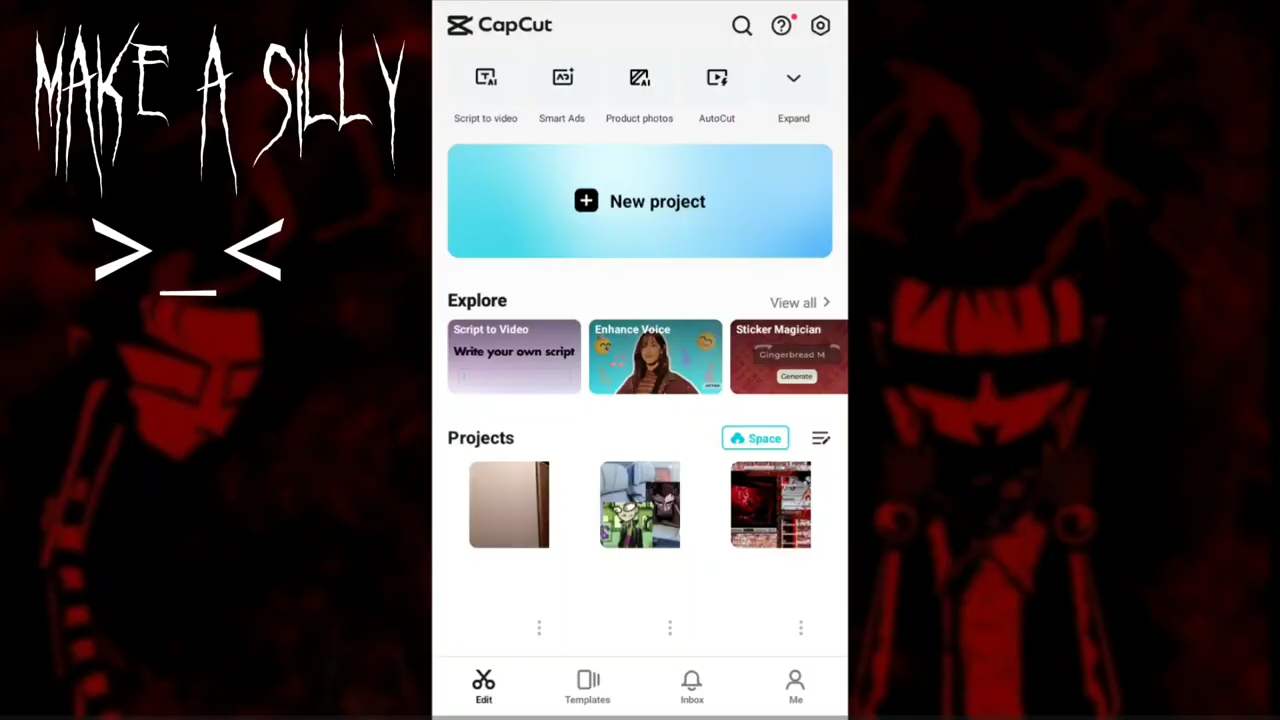 MAKE A SILLY
>_<
CapCut
Script to video
Smart Ads
Product photos
AutoCut
Expand
New project
Explore
View all
Script to Video
Write your own script
Enhance Voice
Sticker Magician
Gingerbread M
Generate
Projects
Space
Edit
Templates
Inbox
Me